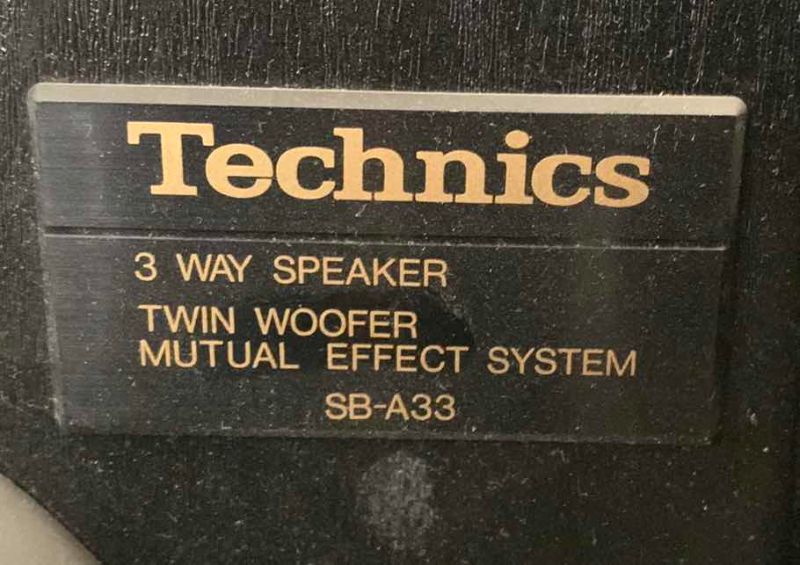 Technics
3 WAY SPEAKER
TWIN WOOFER
MUTUAL EFFECT SYSTEM
SB-A33